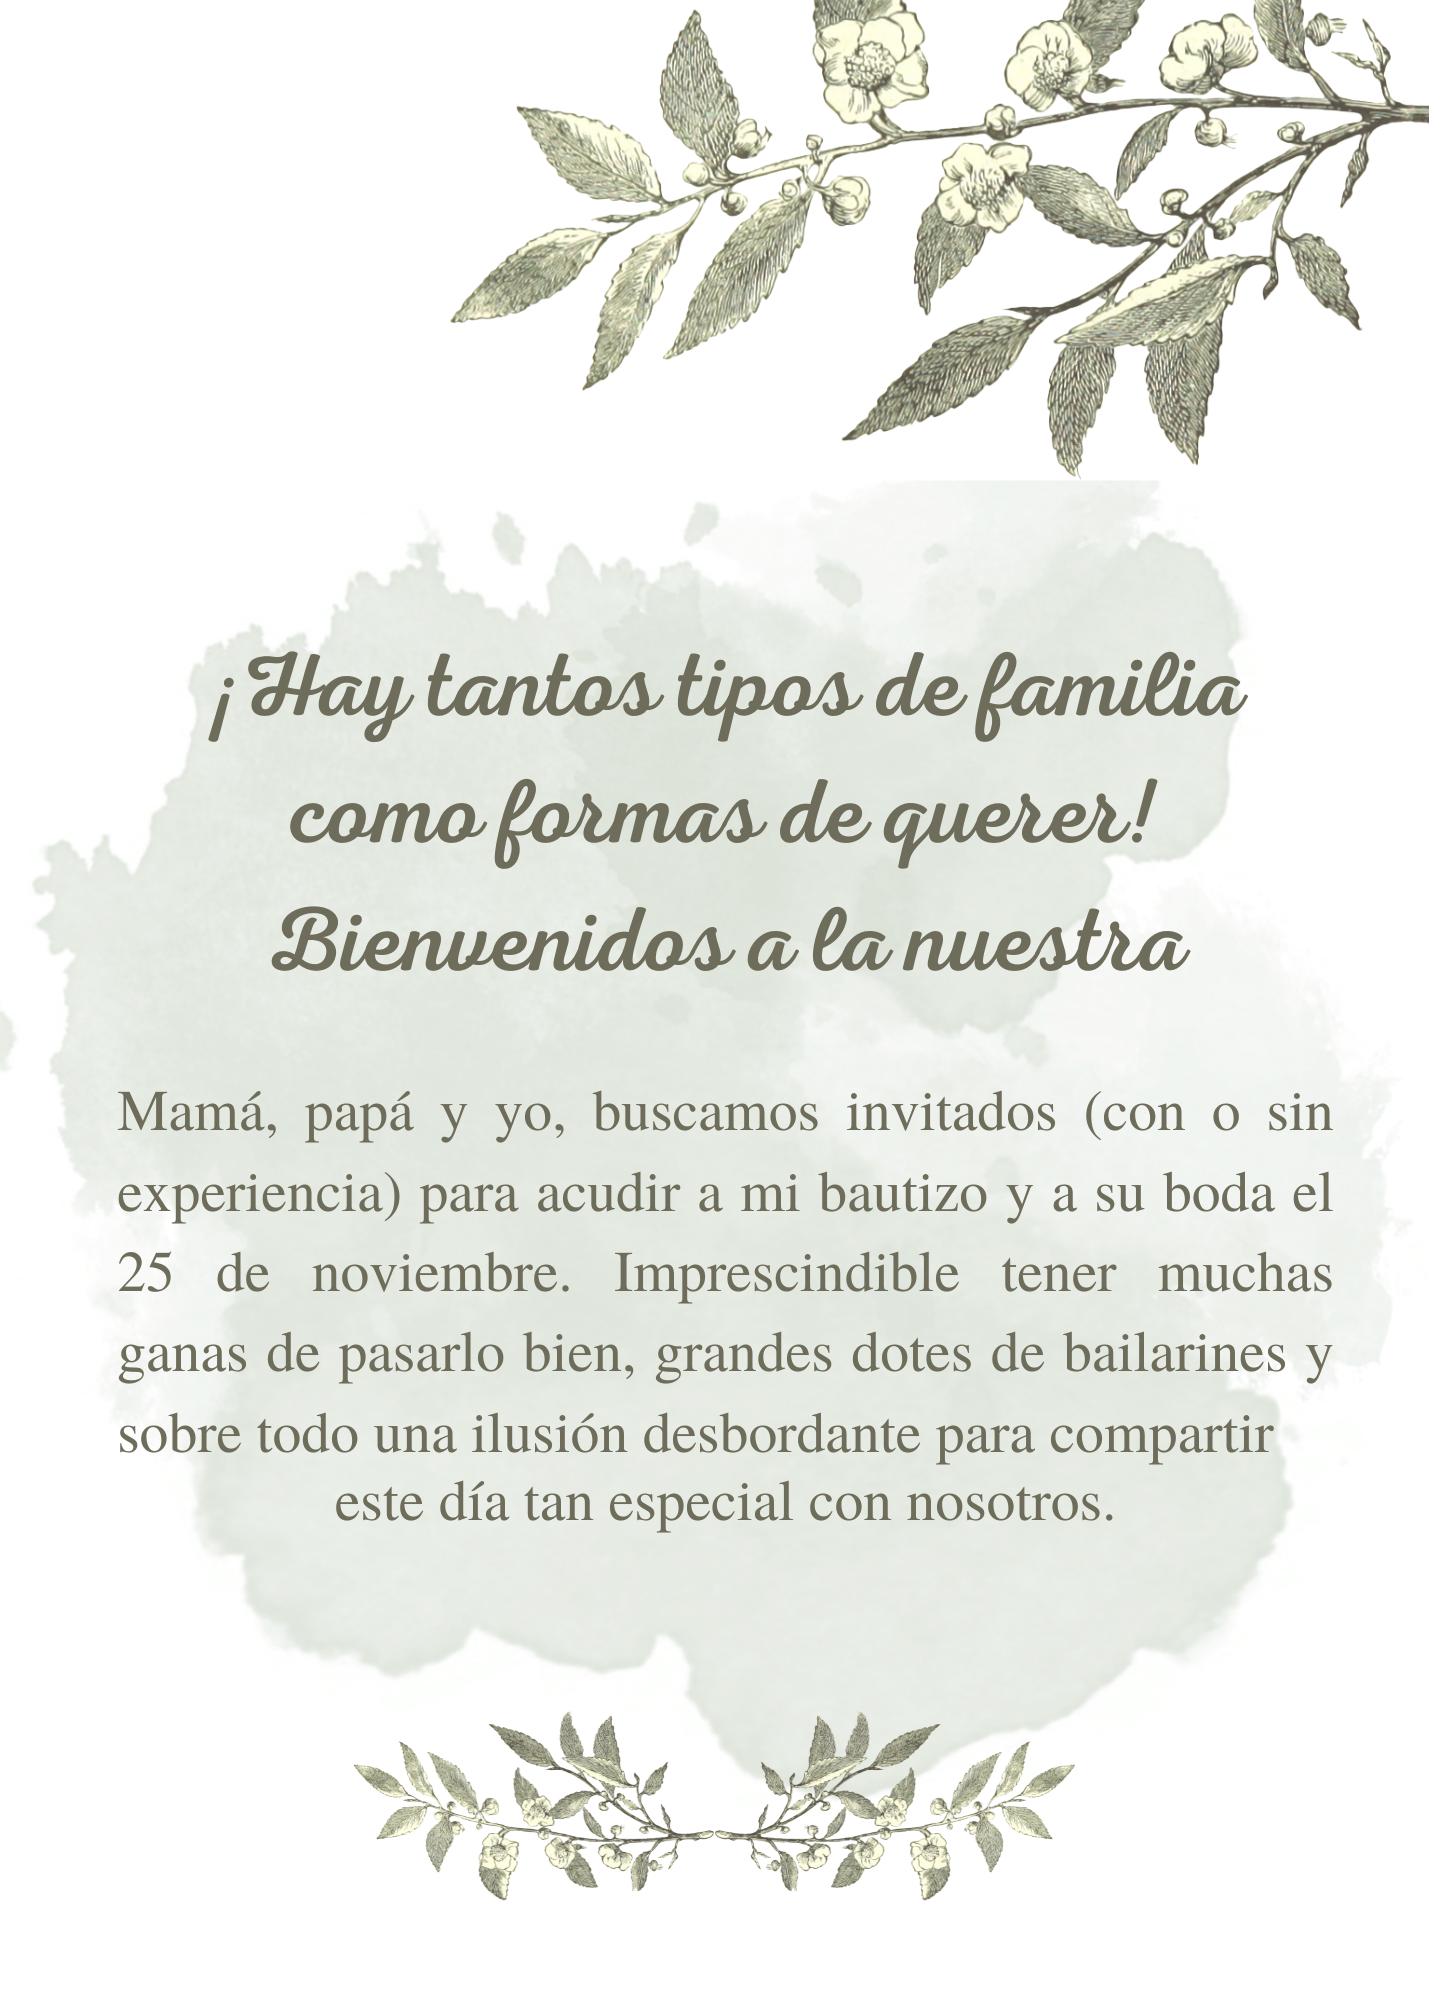 ¡Hay tantos tipos de familia
como formas de querer!
Bienvenidos a la nuestra
Mamá, papá y yo, buscamos invitados (con o sin
experiencia) para acudir a mi bautizo y a su boda el
25 de noviembre. Imprescindible tener muchas
ganas de pasarlo bien, grandes dotes de bailarines y
sobre todo una ilusión desbordante para compartir
este día tan especial con nosotros.